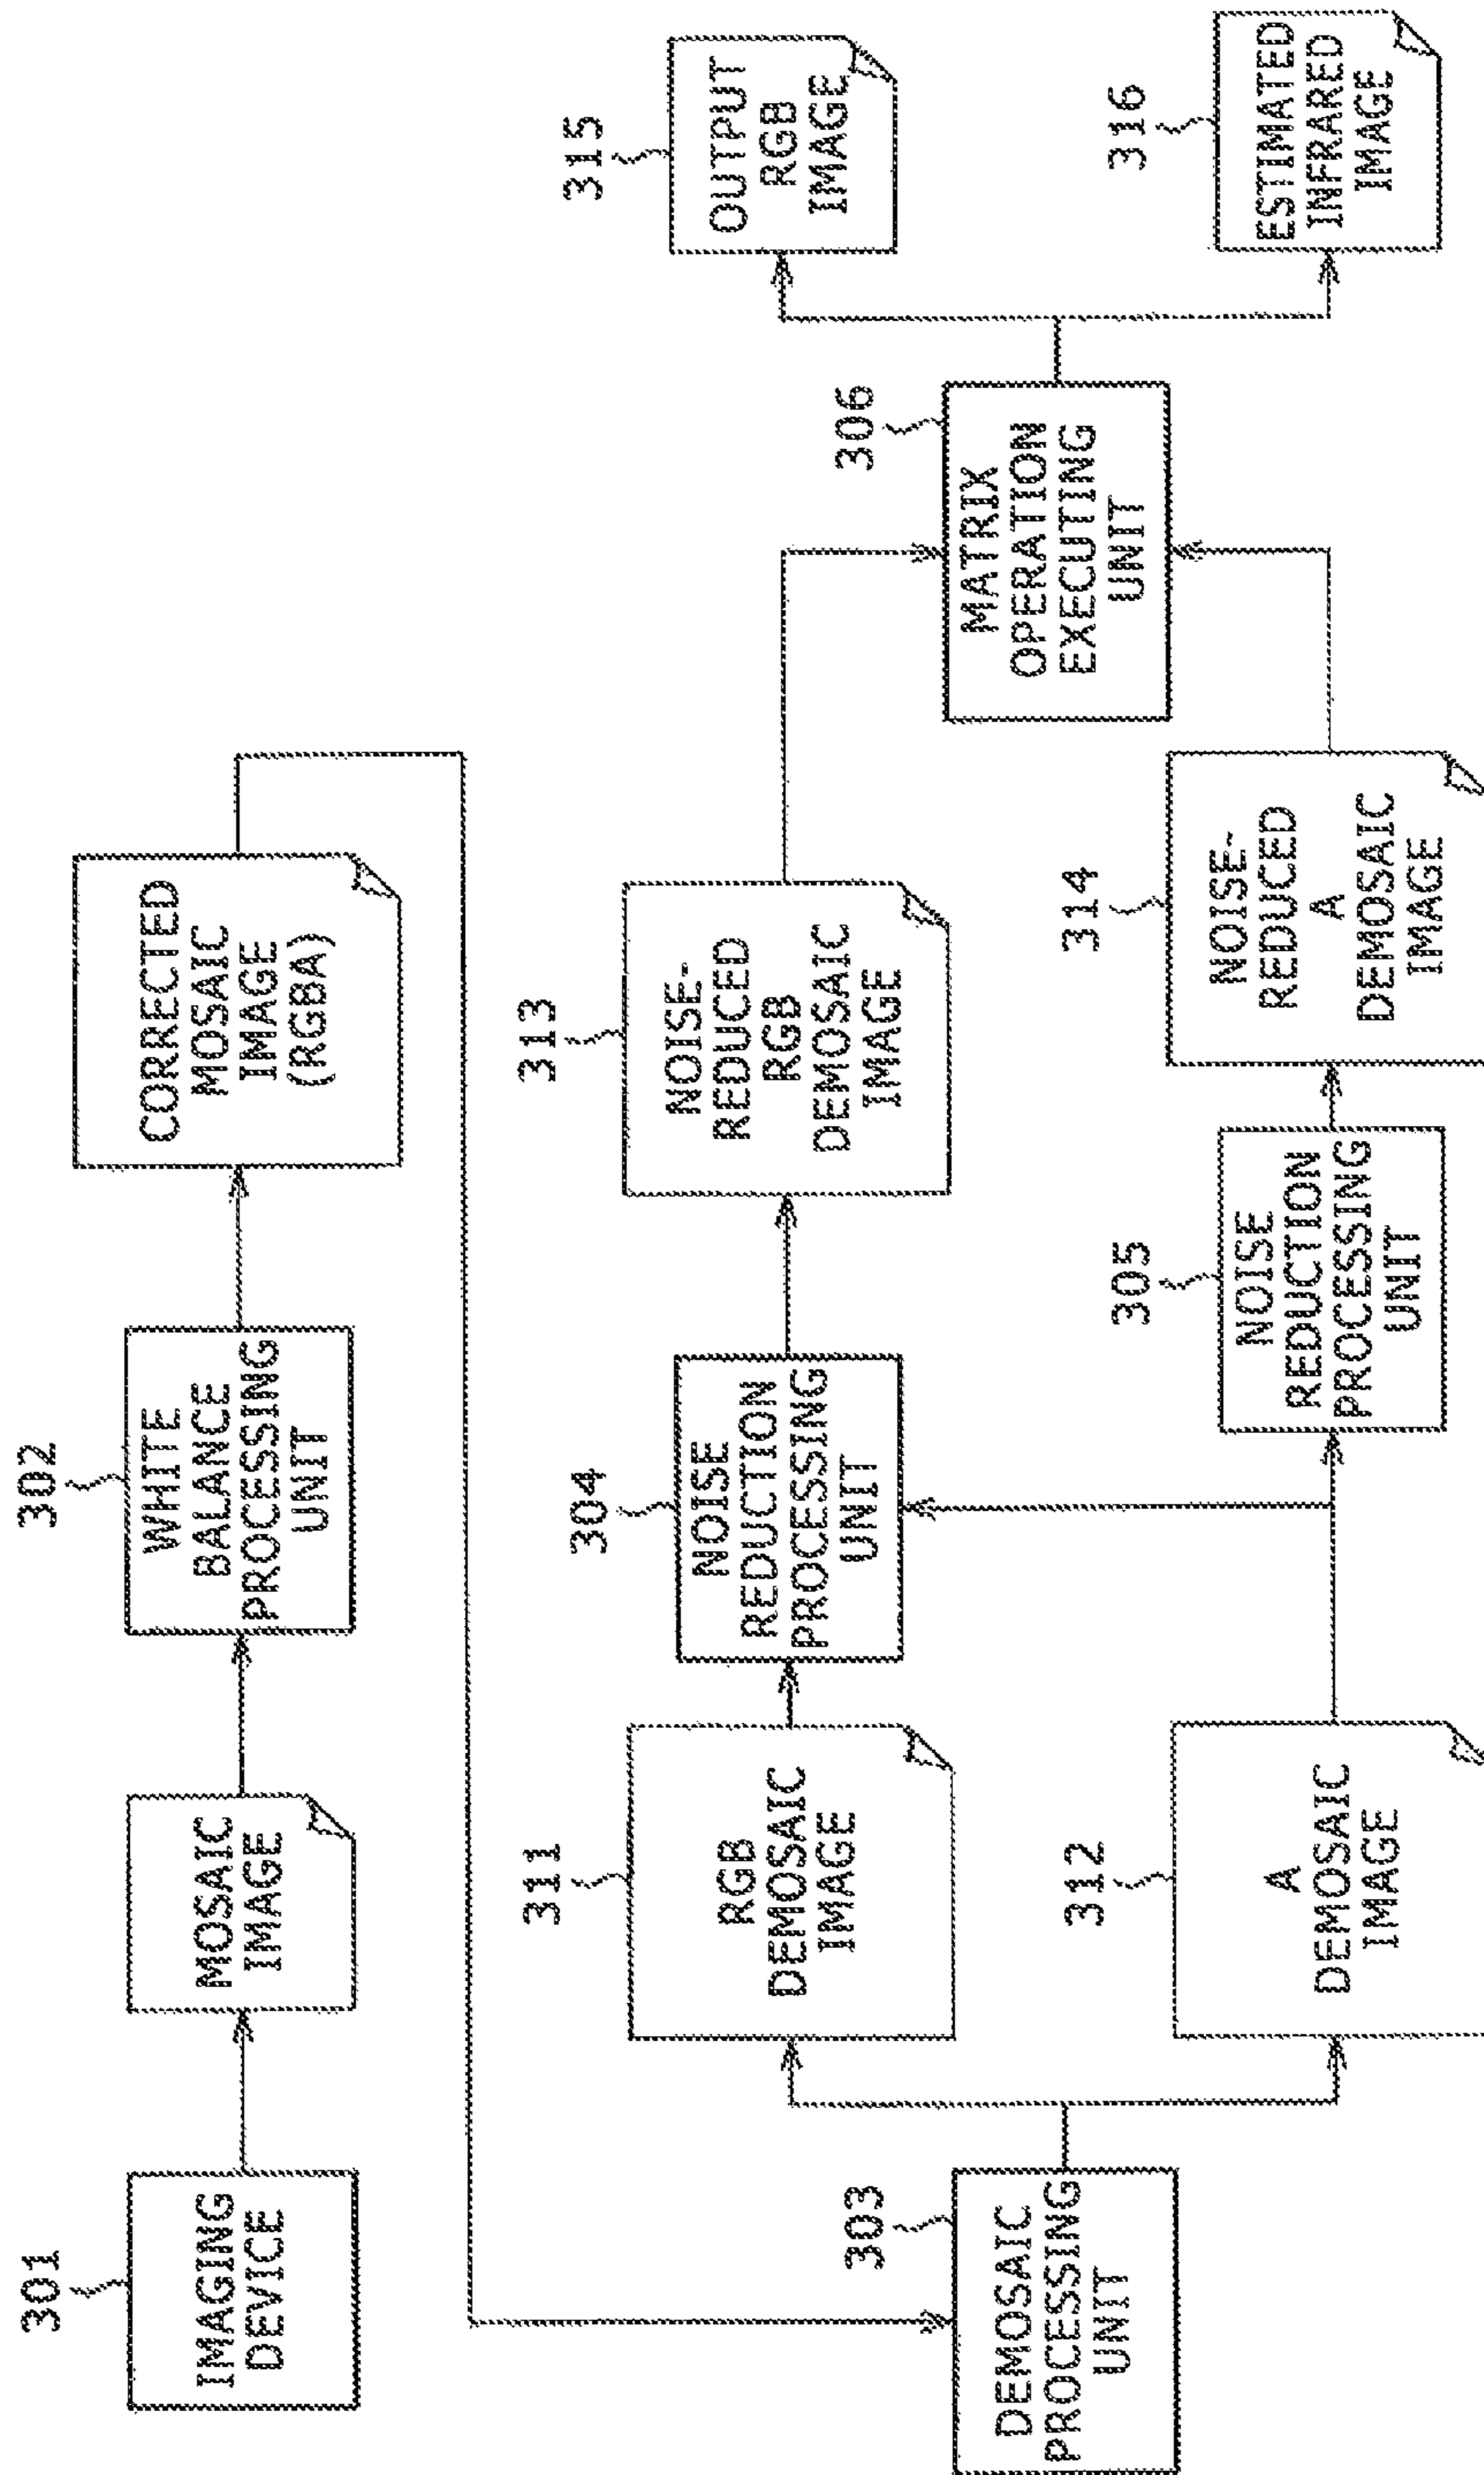 301
IMAGING
DEVICE
MOSAIC
IMAGE
302
WHITE
BALANCE
PROCESSING
UNIT
CORRECTED
MOSAIC
IMAGE
(RGBA)
303
DEMOSAIC
PROCESSING
UNIT
311
RGB
DEMOSAIC
IMAGE
304
NOISE
REDUCTION
PROCESSING
UNIT
313
NOISE-
REDUCED
RGB
DEMOSAIC
IMAGE
312
A
DEMOSAIC
IMAGE
305
NOISE
REDUCTION
PROCESSING
UNIT
314
NOISE-
REDUCED
A
DEMOSAIC
IMAGE
306
MATRIX
OPERATION
EXECUTING
UNIT
315
OUTPUT
RGB
IMAGE
316
ESTIMATED
INFRARED
IMAGE